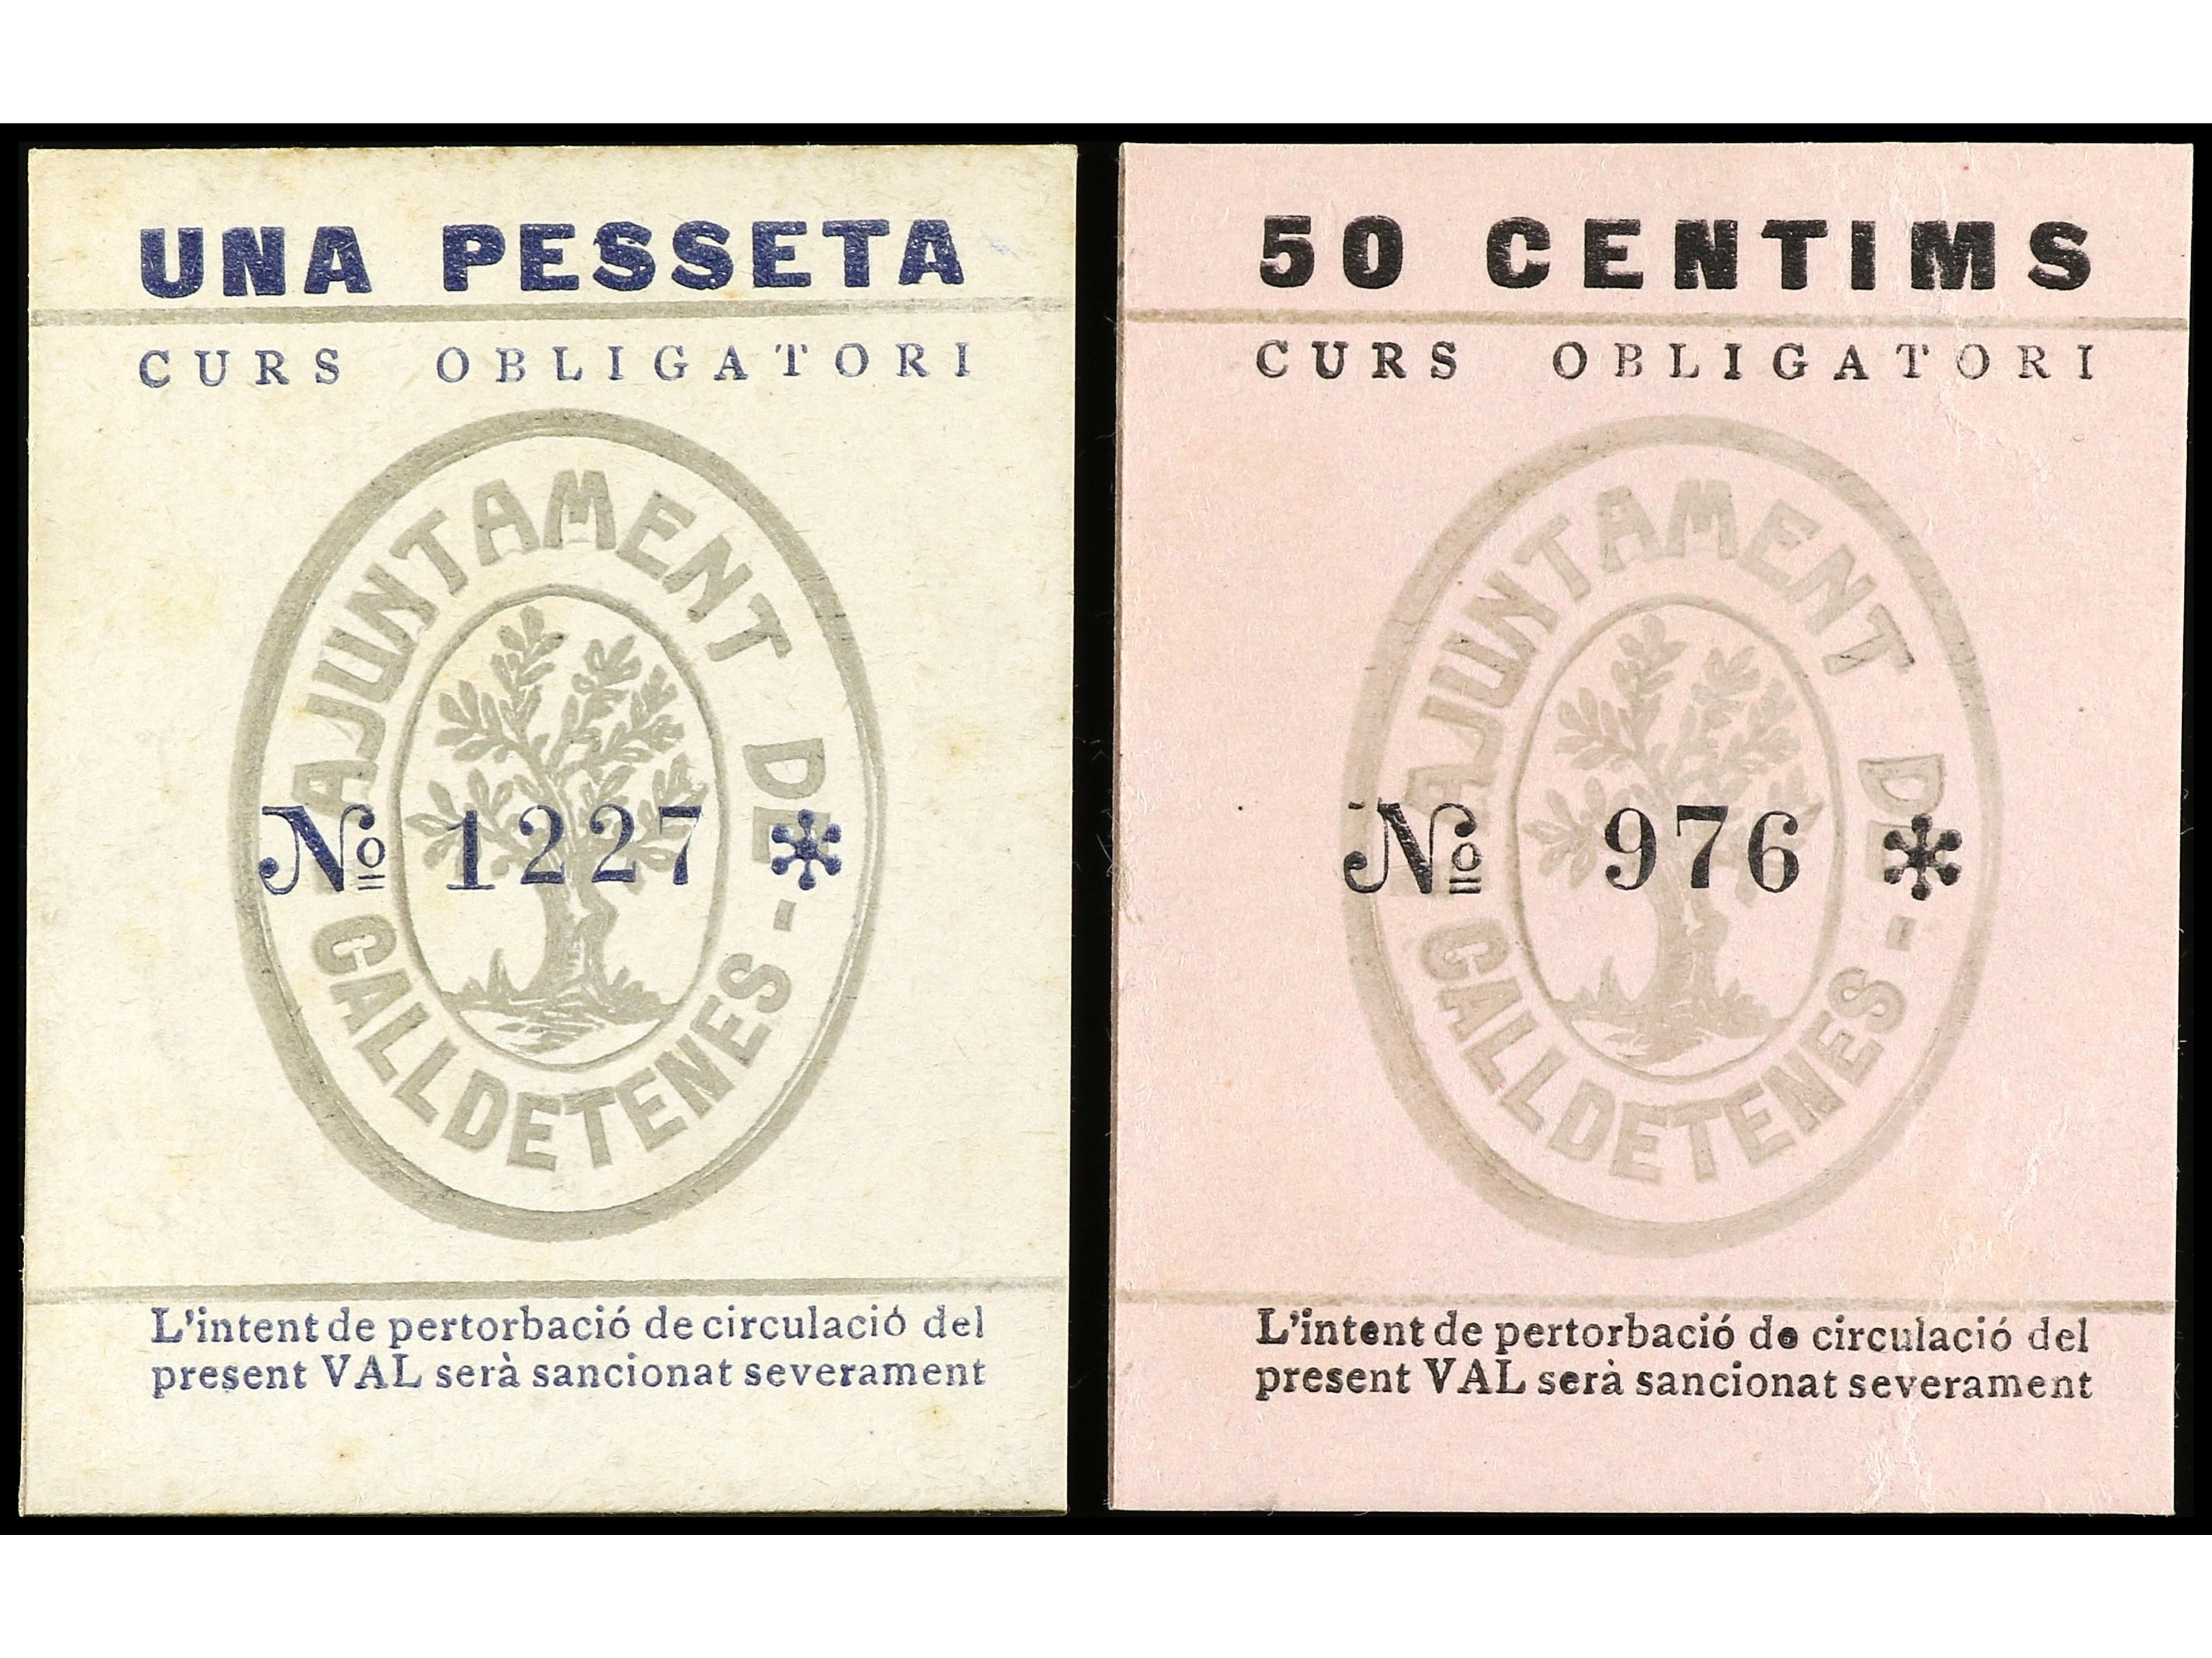 UNA PESSETA
CURS OBLIGATORI
AJUNTAMENT DE
CALLDETENES -
Nº 1227 *
L'intent de pertorbació de circulació del
present VAL serà sancionat severament
50 CENTIMS
CURS OBLIGATORI
AJUNTAMENT DE
CALLDETENES -
Nº 976 *
L'intent de pertorbació de circulació del
present VAL serà sancionat severament